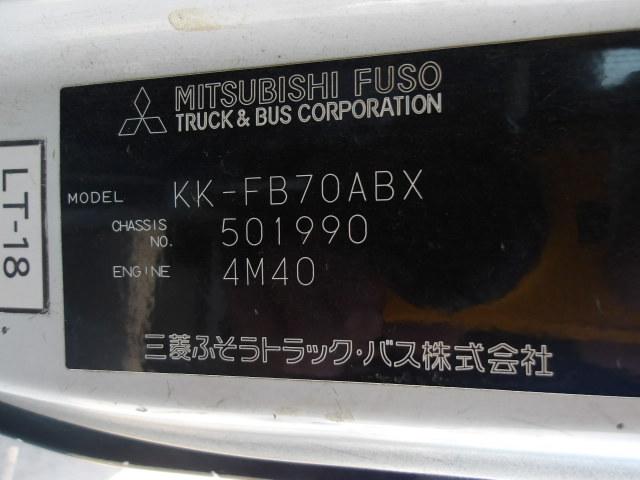 MITSUBISHI FUSO
TRUCK & BUS CORPORATION
MODEL KK-FB70ABX
CHASSIS NO. 501990
ENGINE 4M40
三菱ふそうトラック・バス株式会社
LT-18